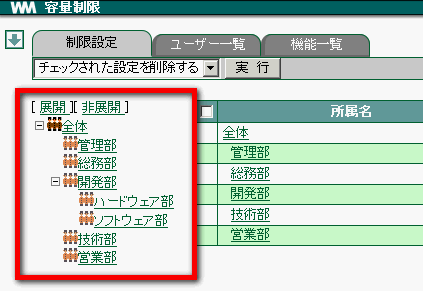 WM 容量制限
制限設定 ユーザー一覧 機能一覧
チェックされた設定を削除する 実 行
[ 展開 ][ 非展開 ]
全体
管理部
総務部
開発部
ハードウェア部
ソフトウェア部
技術部
営業部
所属名
全体
管理部
総務部
開発部
技術部
営業部